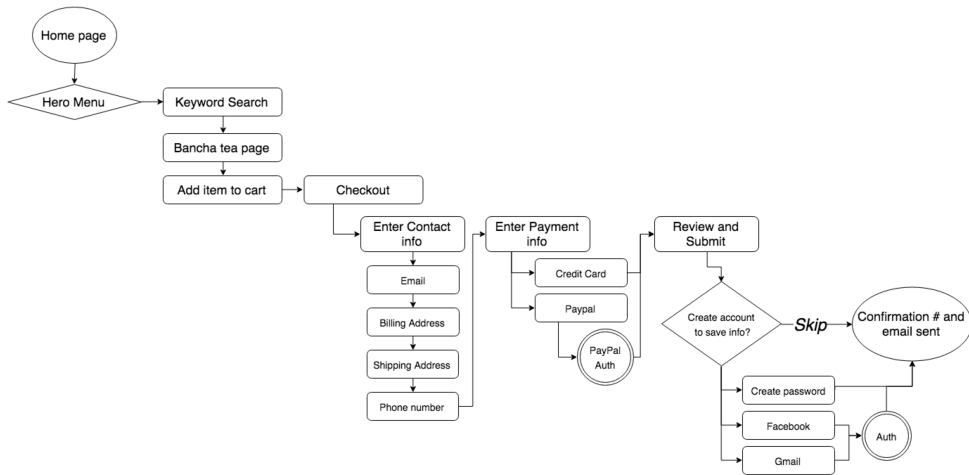 Home page
Hero Menu
Keyword Search
Bancha tea page
Add item to cart
Checkout
Enter Contact
info
Email
Billing Address
Shipping Address
Phone number
Enter Payment
info
Credit Card
Paypal
PayPal
Auth
Review and
Submit
Create account
to save info?
Skip
Confirmation # and
email sent
Create password
Facebook
Gmail
Auth